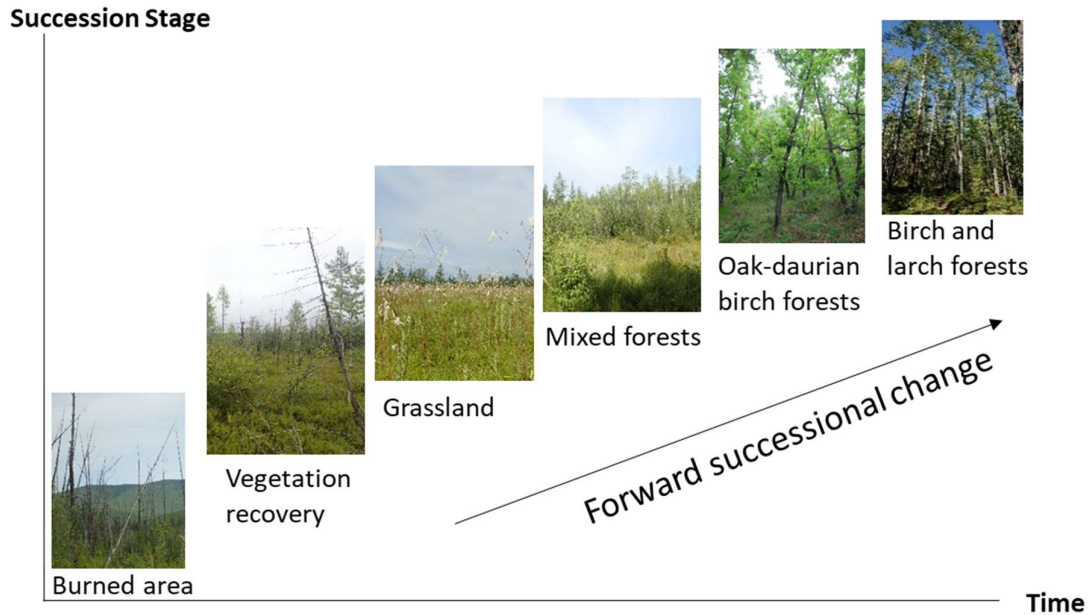 Succession Stage
Birch and
larch forests
Oak-daurian
birch forests
Mixed forests
Grassland
Vegetation
recovery
Forward successional change
Burned area
Time